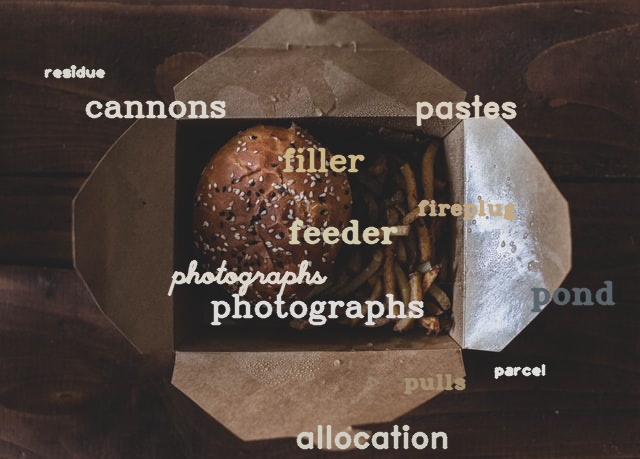 residue
cannons
pastes
filler
fireplug
feeder
photographs
photographs
pond
parcel
pulls
allocation